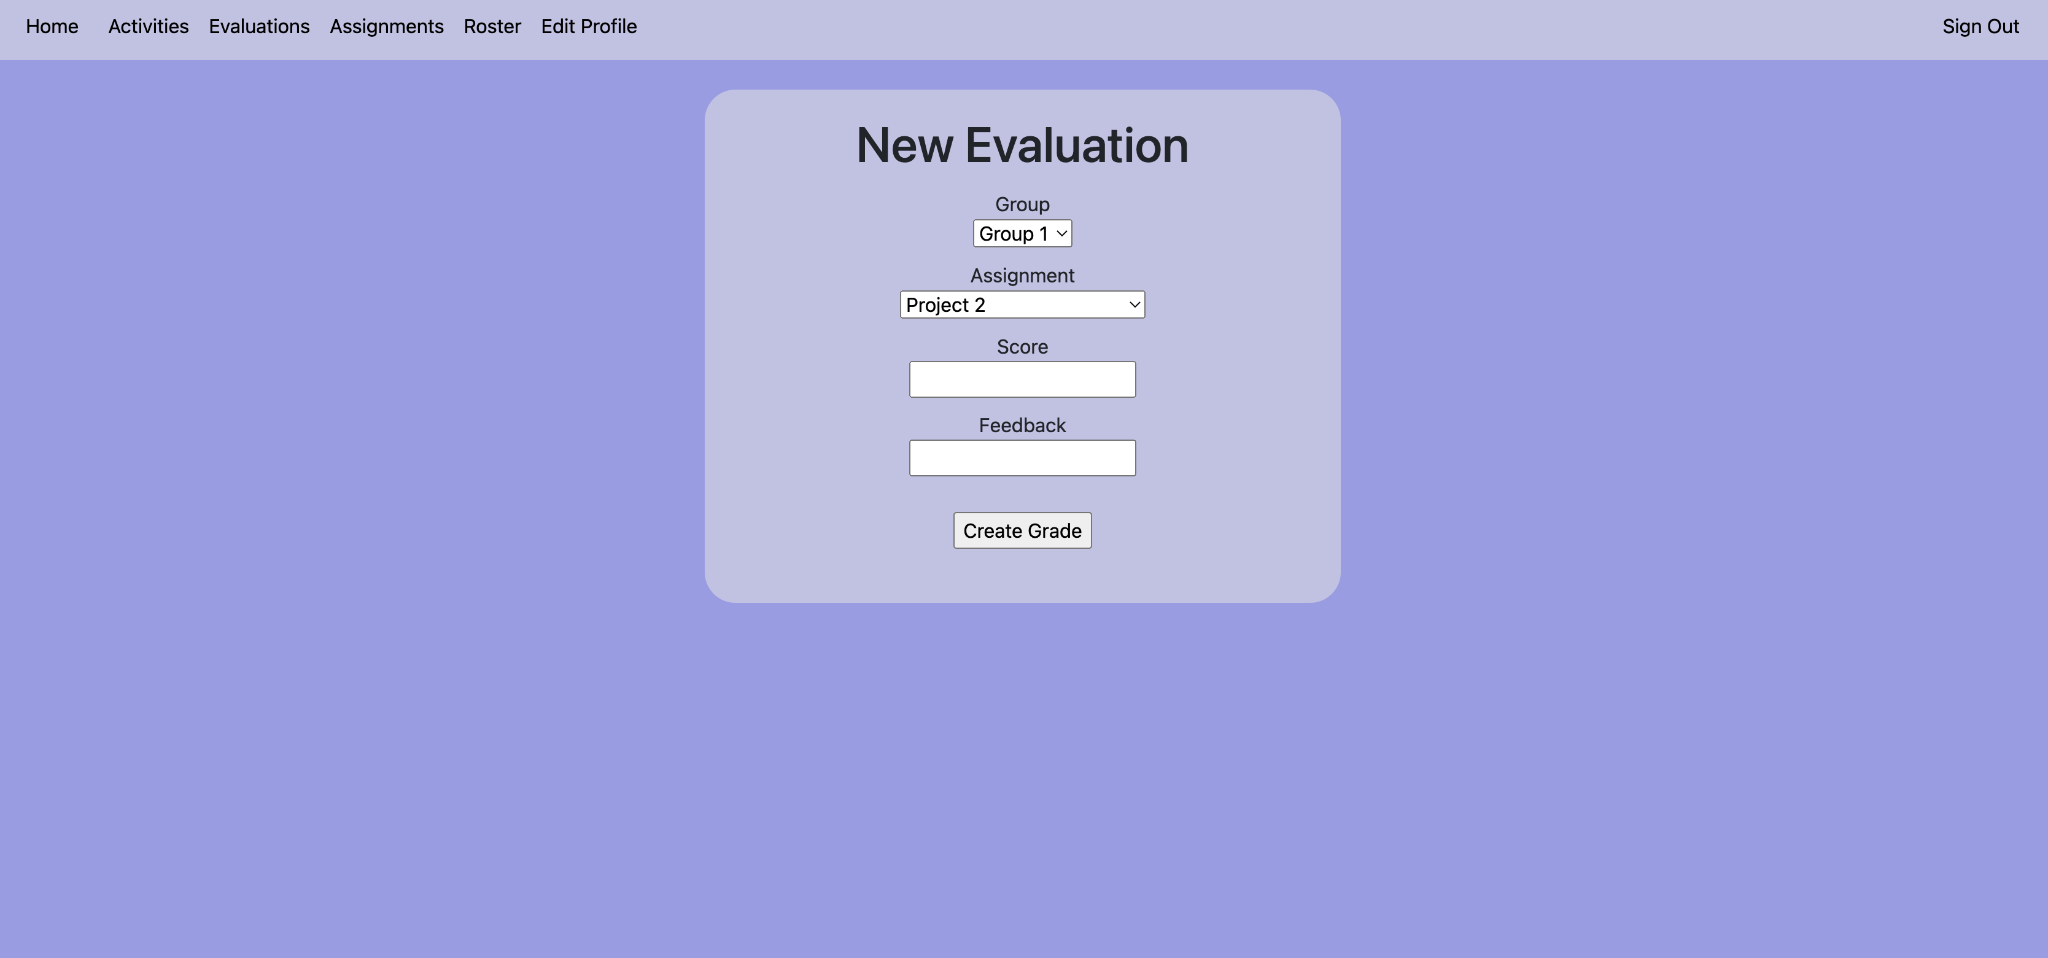 Home Activities Evaluations Assignments Roster Edit Profile Sign Out
New Evaluation
Group
Group 1
Assignment
Project 2
Score
Feedback
Create Grade